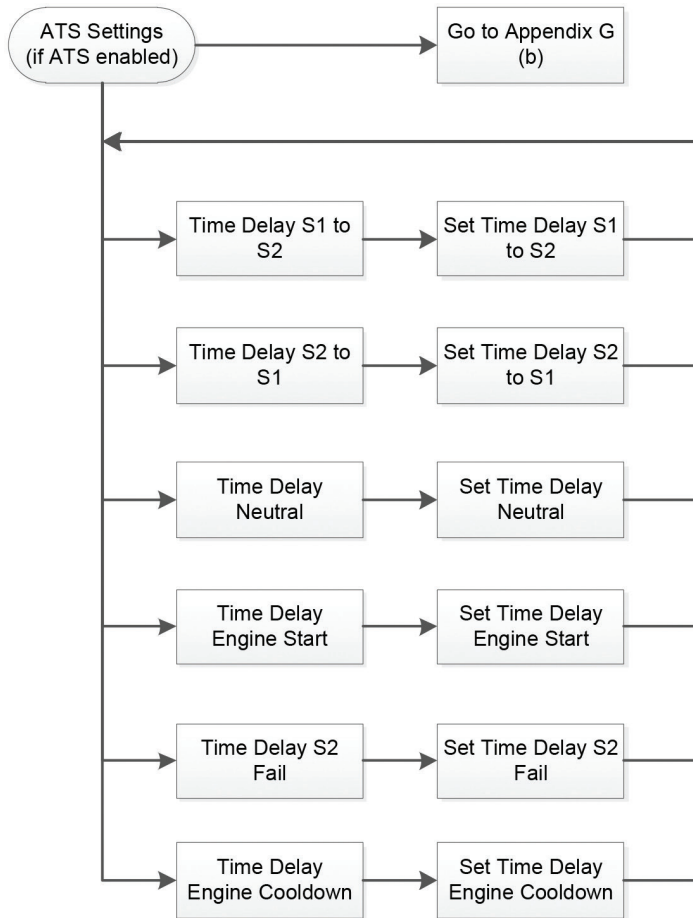 ATS Settings
(if ATS enabled)
Go to Appendix G
(b)
Time Delay S1 to
S2
Set Time Delay S1
to S2
Time Delay S2 to
S1
Set Time Delay S2
to S1
Time Delay
Neutral
Set Time Delay
Neutral
Time Delay
Engine Start
Set Time Delay
Engine Start
Time Delay S2
Fail
Set Time Delay S2
Fail
Time Delay
Engine Cooldown
Set Time Delay
Engine Cooldown